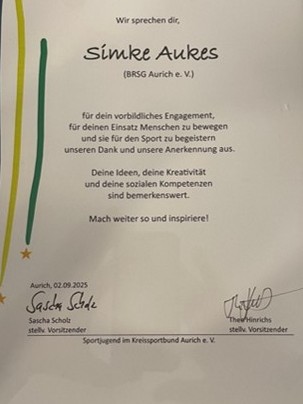 Wir sprechen dir,
Simke Aukes
(BRSG Aurich e. V.)
für dein vorbildliches Engagement,
für deinen Einsatz Menschen zu bewegen
und sie für den Sport zu begeistern
unseren Dank und unsere Anerkennung aus.
Deine Ideen, deine Kreativität
und deine sozialen Kompetenzen
sind bemerkenswert.
Mach weiter so und inspiriere!
Aurich, 02.09.2025
Sascha Scholz
Sascha Scholz
stellv. Vorsitzender
Theo Hinrichs
stellv. Vorsitzender
Sportjugend im Kreissportbund Aurich e. V.